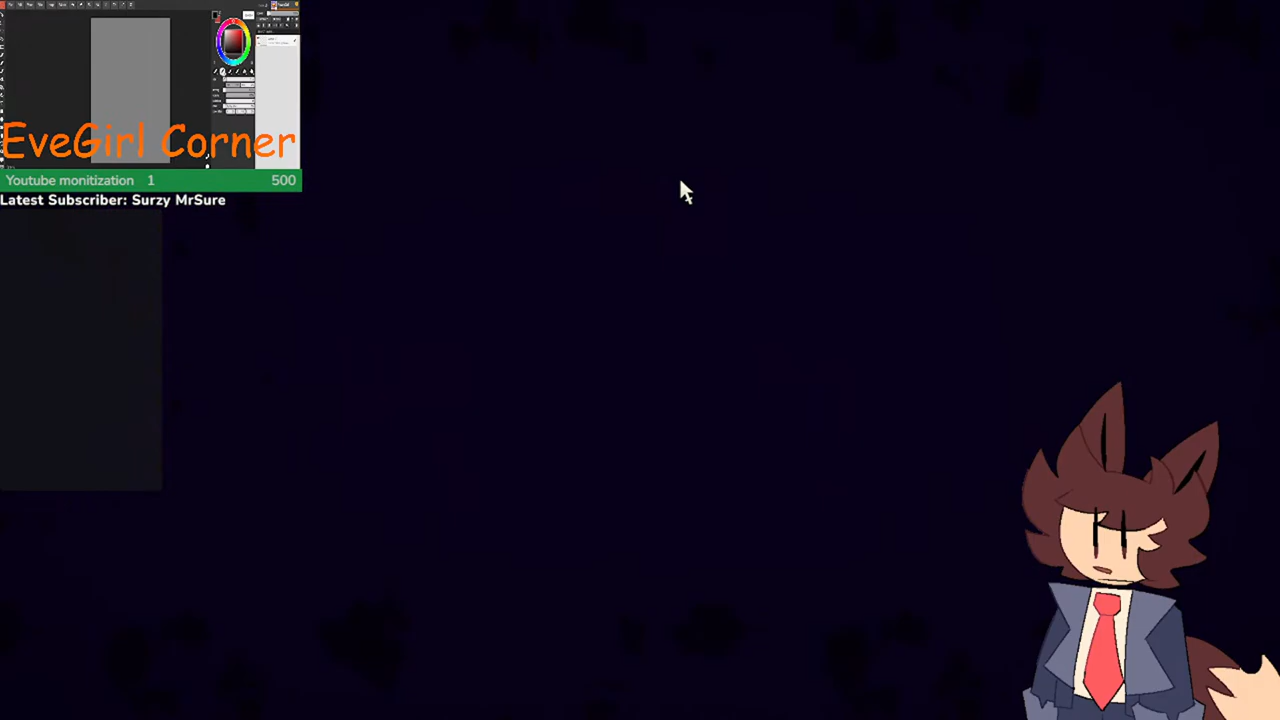 EveGirl Corner
Youtube monitization 1 500
Latest Subscriber: Surzy MrSure